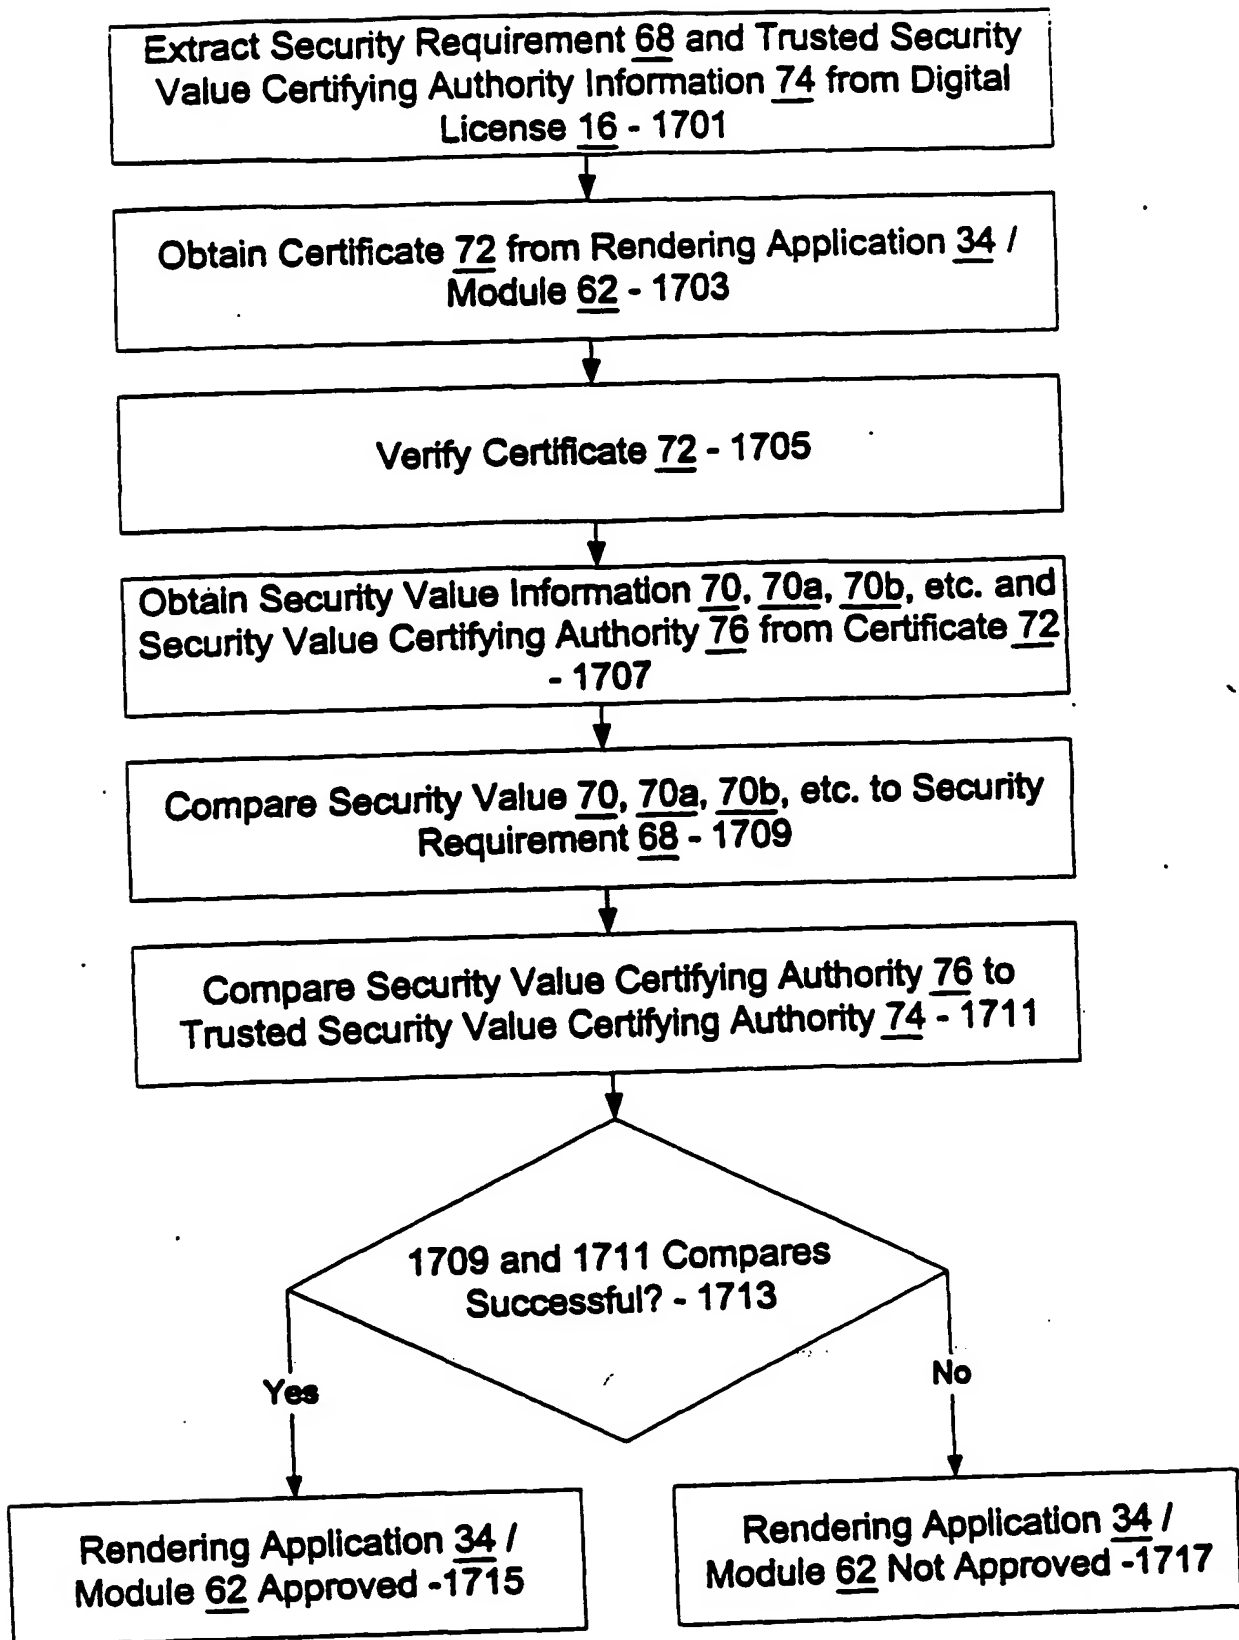 Extract Security Requirement 68 and Trusted Security
Value Certifying Authority Information 74 from Digital
License 16 - 1701
Obtain Certificate 72 from Rendering Application 34 /
Module 62 - 1703
Verify Certificate 72 - 1705
Obtain Security Value Information 70, 70a, 70b, etc. and
Security Value Certifying Authority 76 from Certificate 72
- 1707
Compare Security Value 70, 70a, 70b, etc. to Security
Requirement 68 - 1709
Compare Security Value Certifying Authority 76 to
Trusted Security Value Certifying Authority 74 - 1711
1709 and 1711 Compares
Successful? - 1713
Yes
No
Rendering Application 34 /
Module 62 Approved -1715
Rendering Application 34 /
Module 62 Not Approved -1717